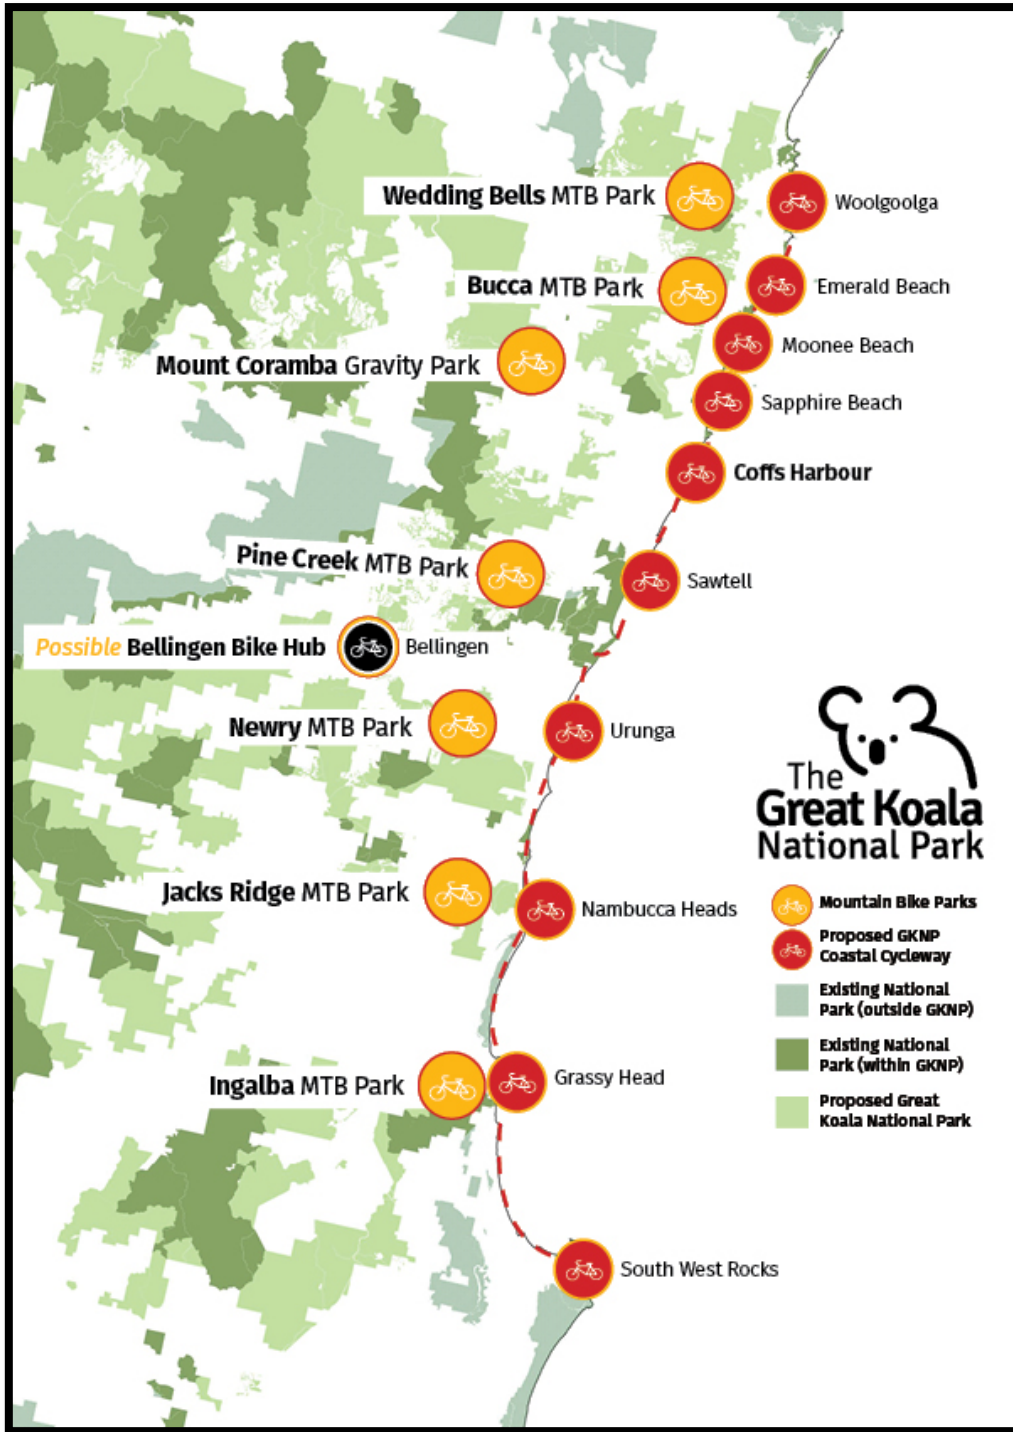 Wedding Bells MTB Park
Woolgoolga
Bucca MTB Park
Emerald Beach
Moonee Beach
Mount Coramba Gravity Park
Sapphire Beach
Coffs Harbour
Pine Creek MTB Park
Sawtell
Possible Bellingen Bike Hub
Bellingen
Newry MTB Park
Urunga
The
Great Koala
National Park
Jacks Ridge MTB Park
Nambucca Heads
Mountain Bike Parks
Proposed GKNP
Coastal Cycleway
Existing National
Park (outside GKNP)
Existing National
Park (within GKNP)
Proposed Great
Koala National Park
Ingalba MTB Park
Grassy Head
South West Rocks